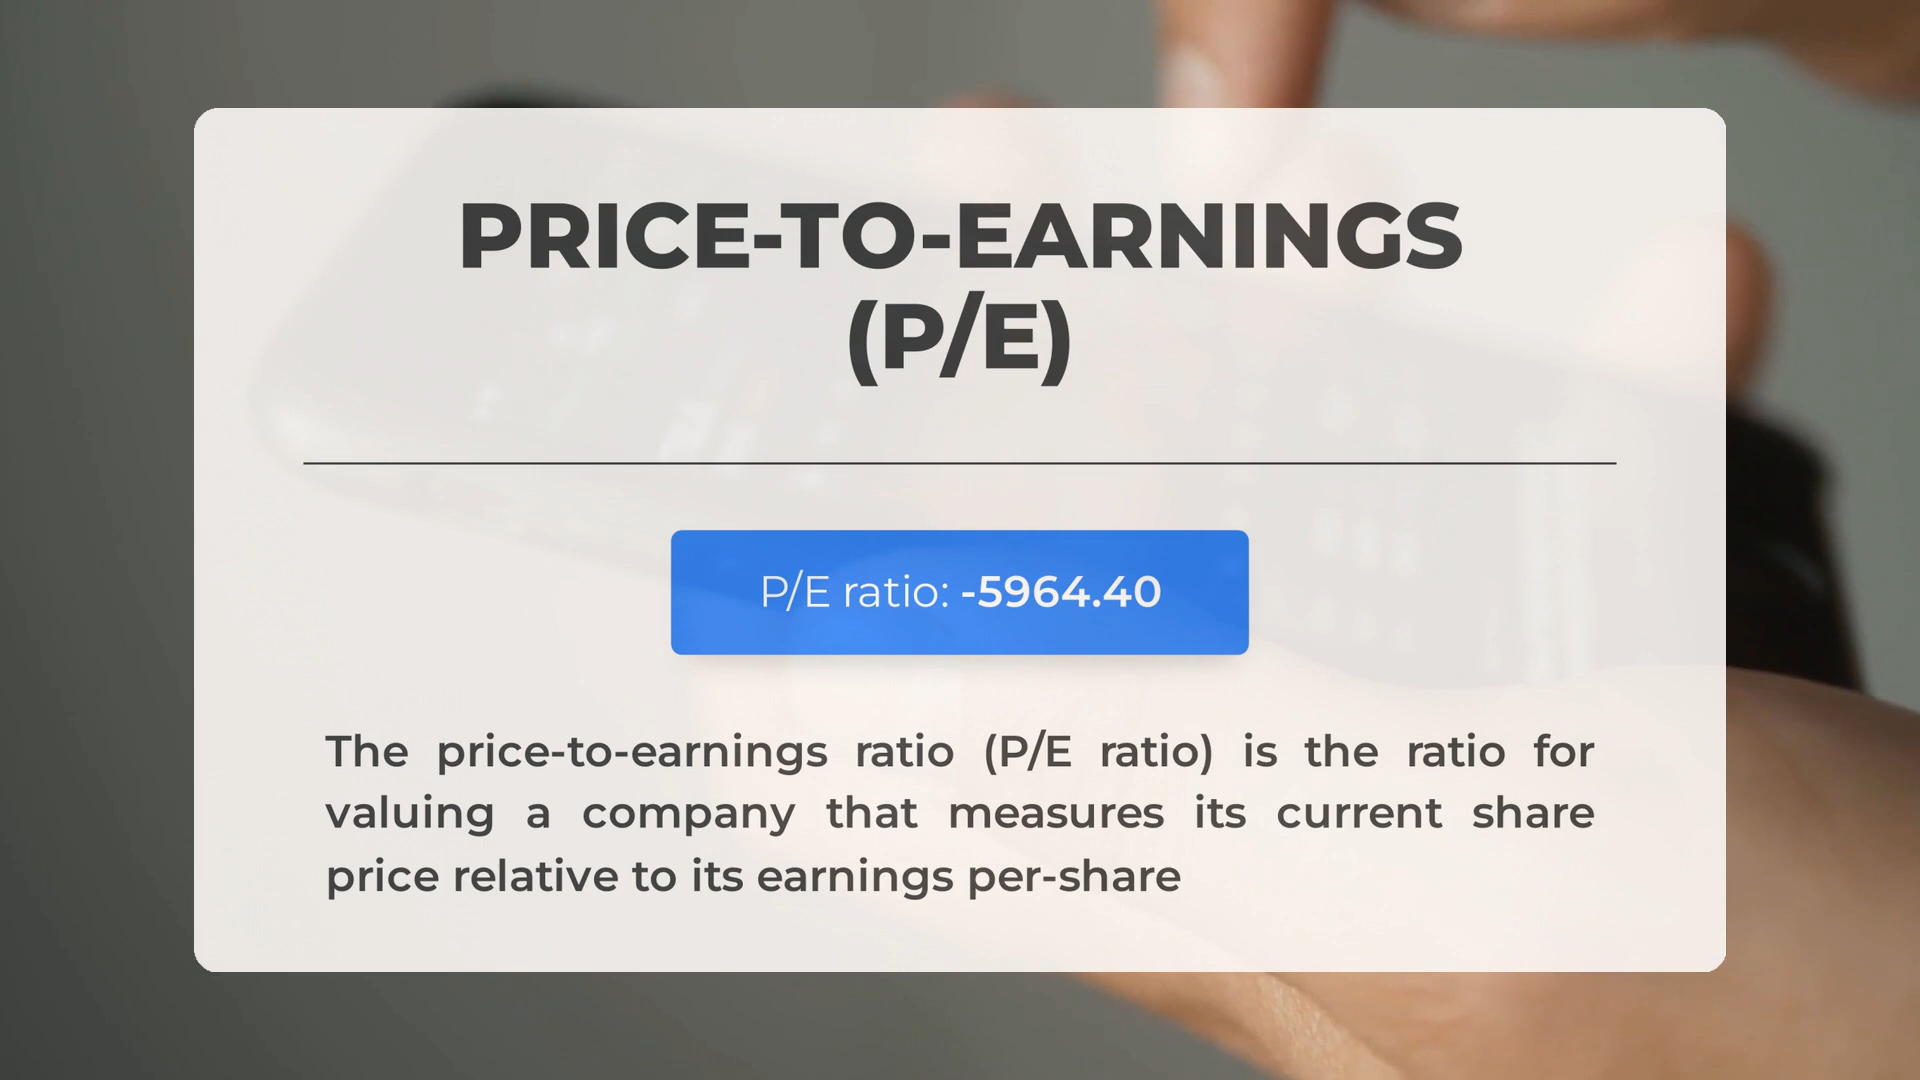 PRICE-TO-EARNINGS
(P/E)
P/E ratio: -5964.40
The price-to-earnings ratio (P/E ratio) is the ratio for
valuing a company that measures its current share
price relative to its earnings per-share